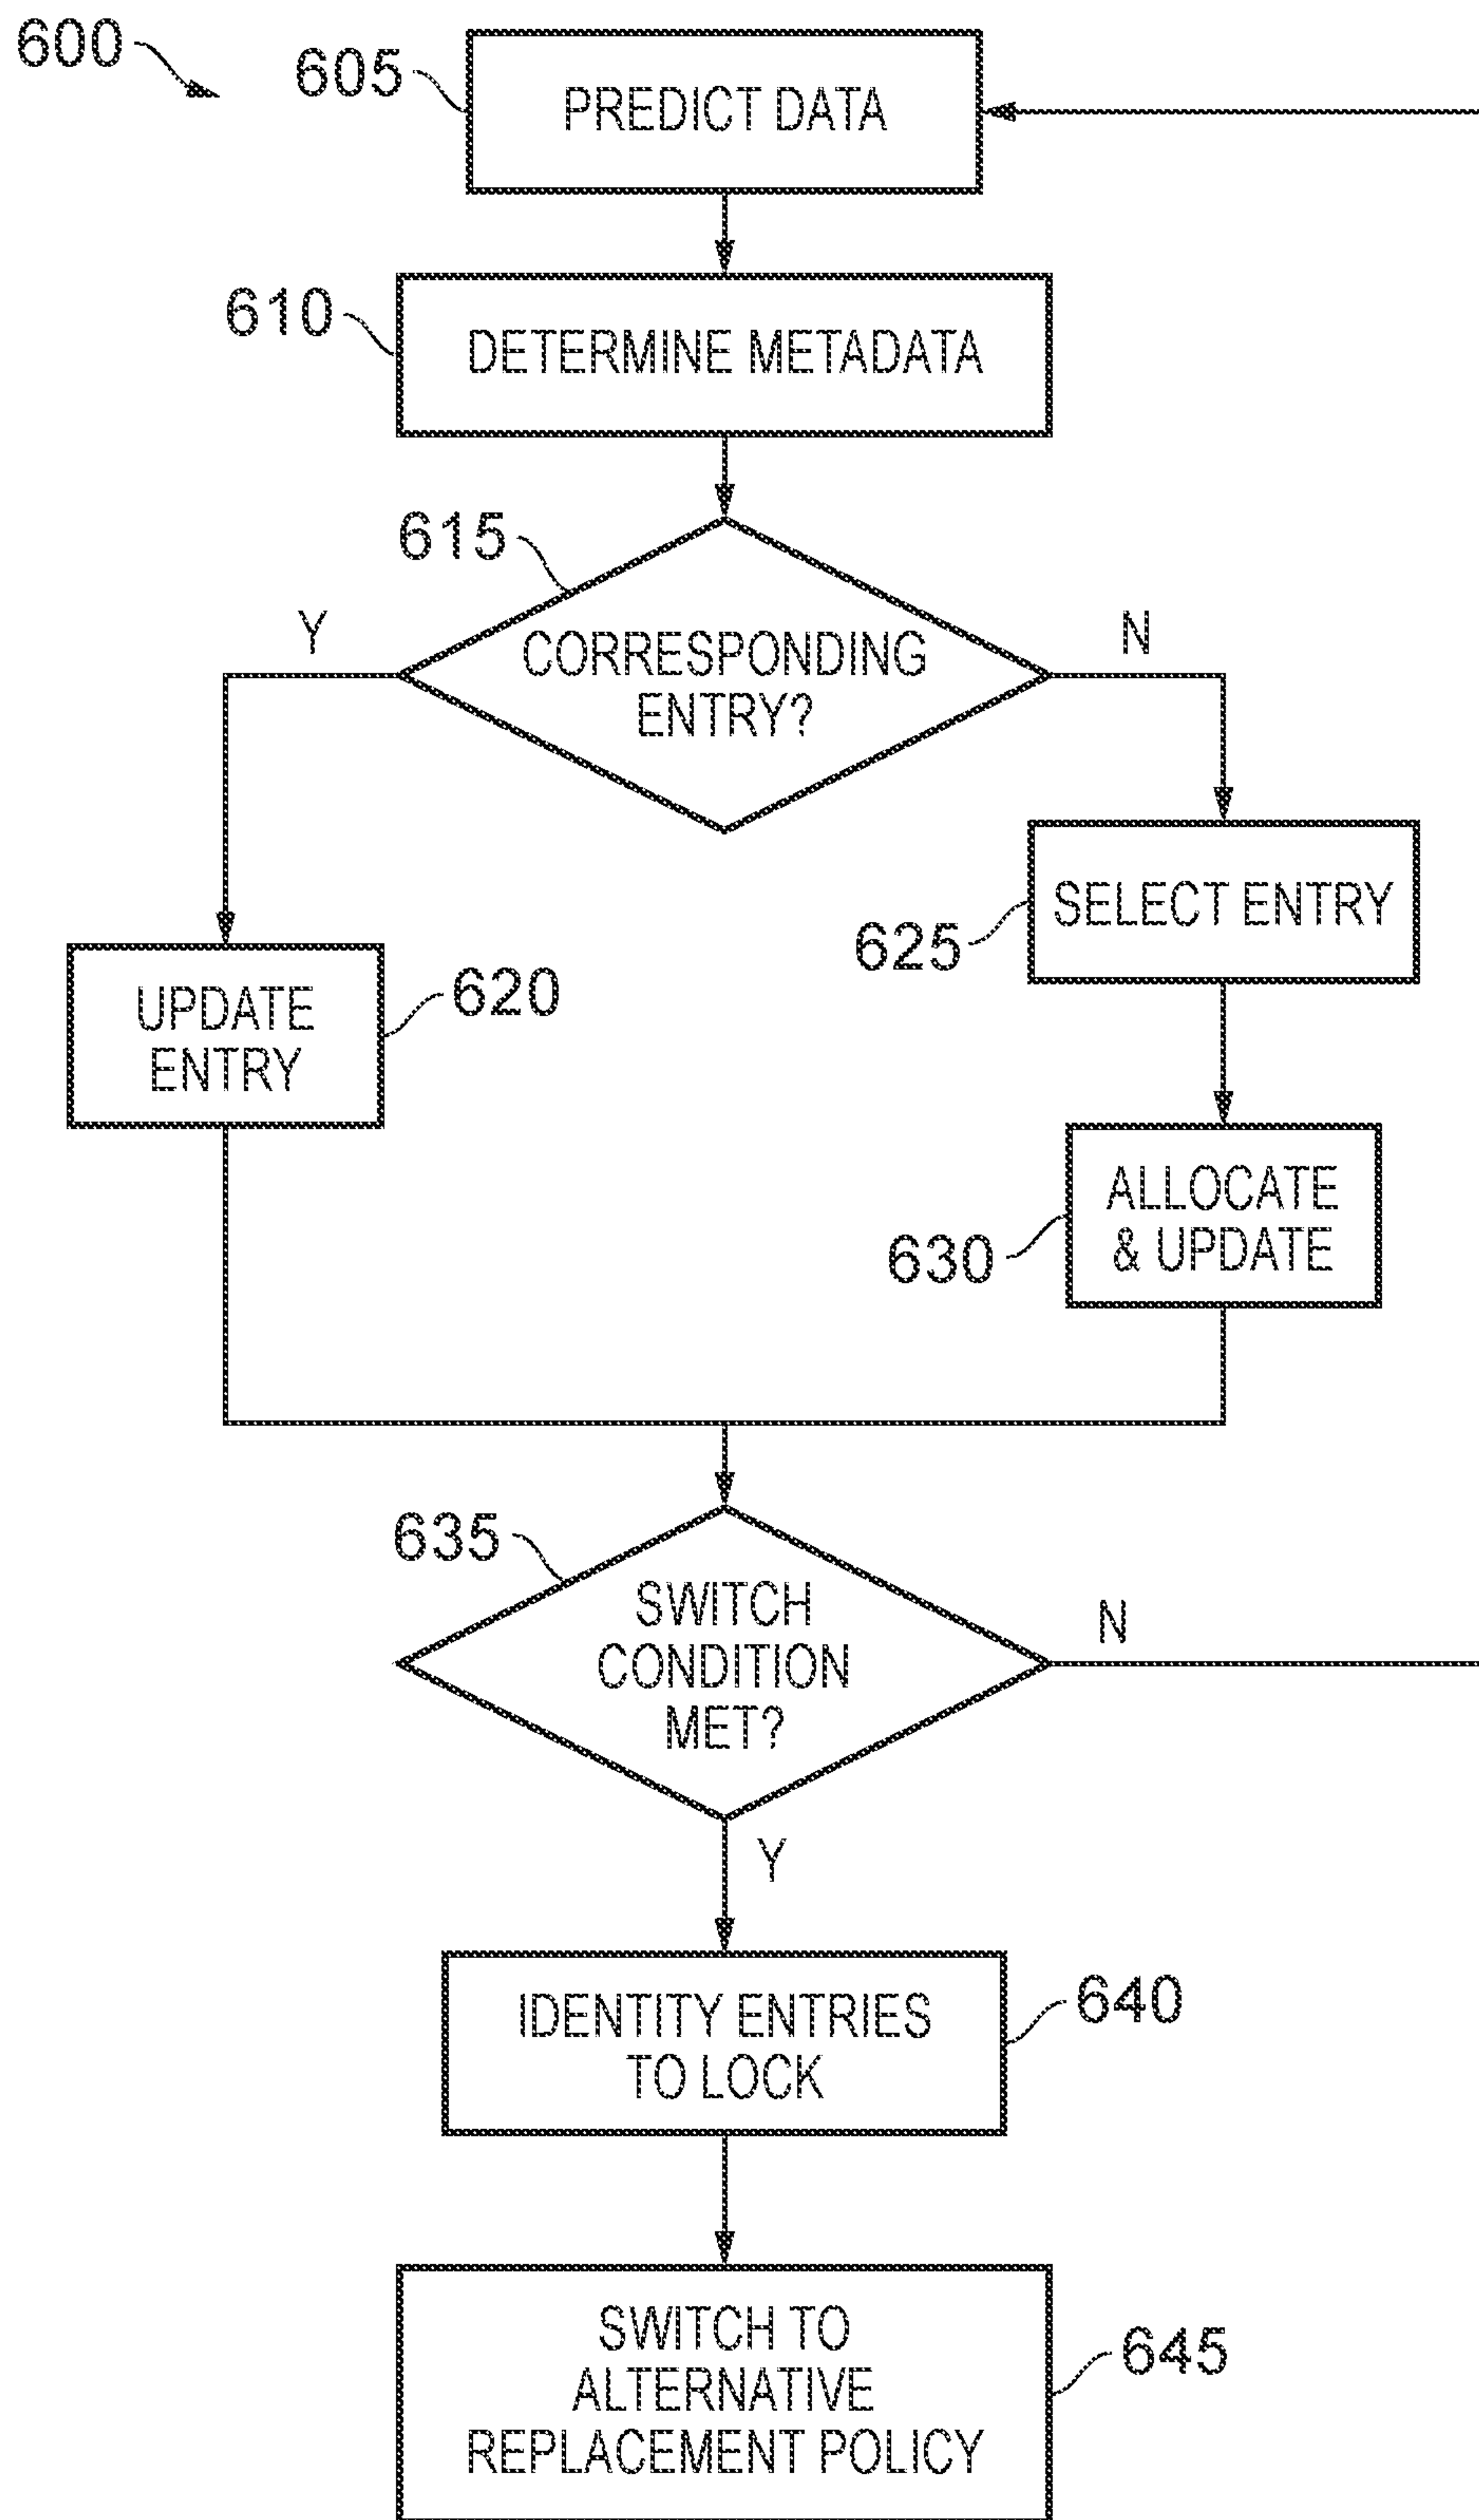 600
605
PREDICT DATA
610
DETERMINE METADATA
615
Y
N
CORRESPONDING
ENTRY?
SELECT ENTRY
625
UPDATE
ENTRY
620
ALLOCATE
& UPDATE
630
635
SWITCH
CONDITION
MET?
N
Y
IDENTITY ENTRIES
TO LOCK
640
SWITCH TO
ALTERNATIVE
REPLACEMENT POLICY
645